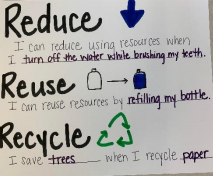 Reduce
I can reduce using resources when
I turn off the water while brushing my teeth.
Reuse
I can reuse resources by refilling my bottle.
Recycle
I save trees when I recycle paper